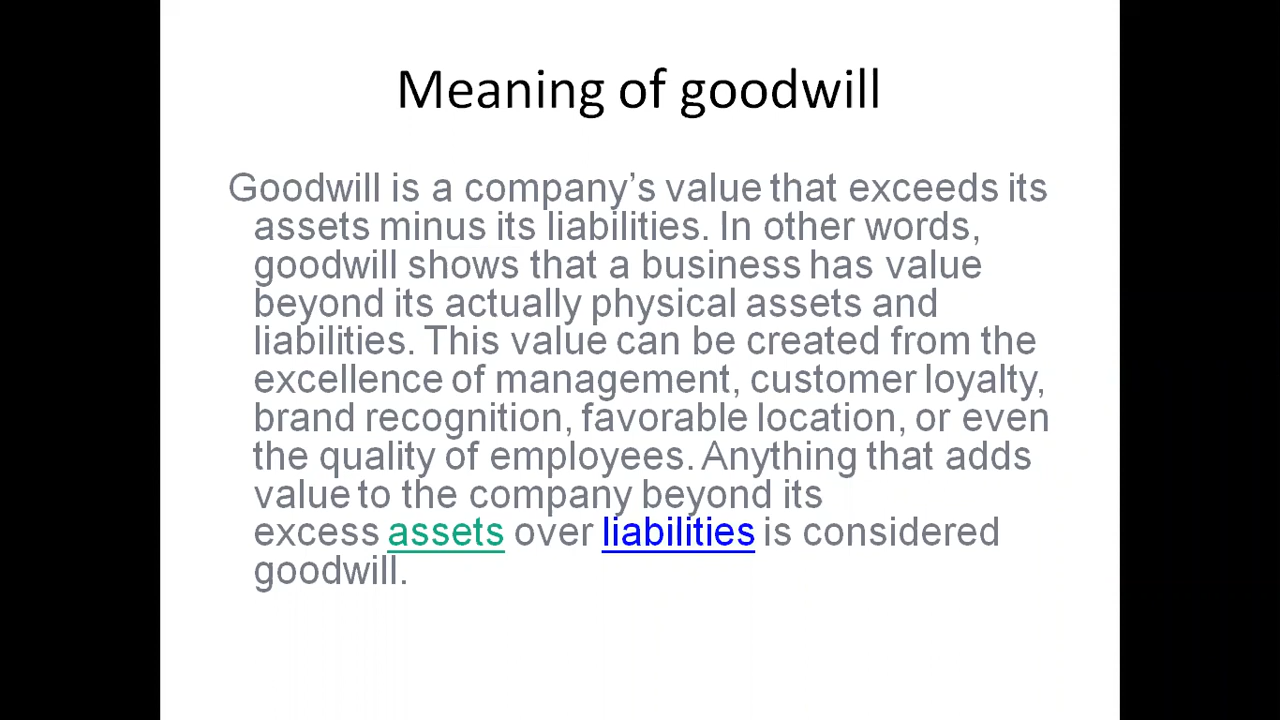 Meaning of goodwill
Goodwill is a company’s value that exceeds its
assets minus its liabilities. In other words,
goodwill shows that a business has value
beyond its actually physical assets and
liabilities. This value can be created from the
excellence of management, customer loyalty,
brand recognition, favorable location, or even
the quality of employees. Anything that adds
value to the company beyond its
excess assets over liabilities is considered
goodwill.